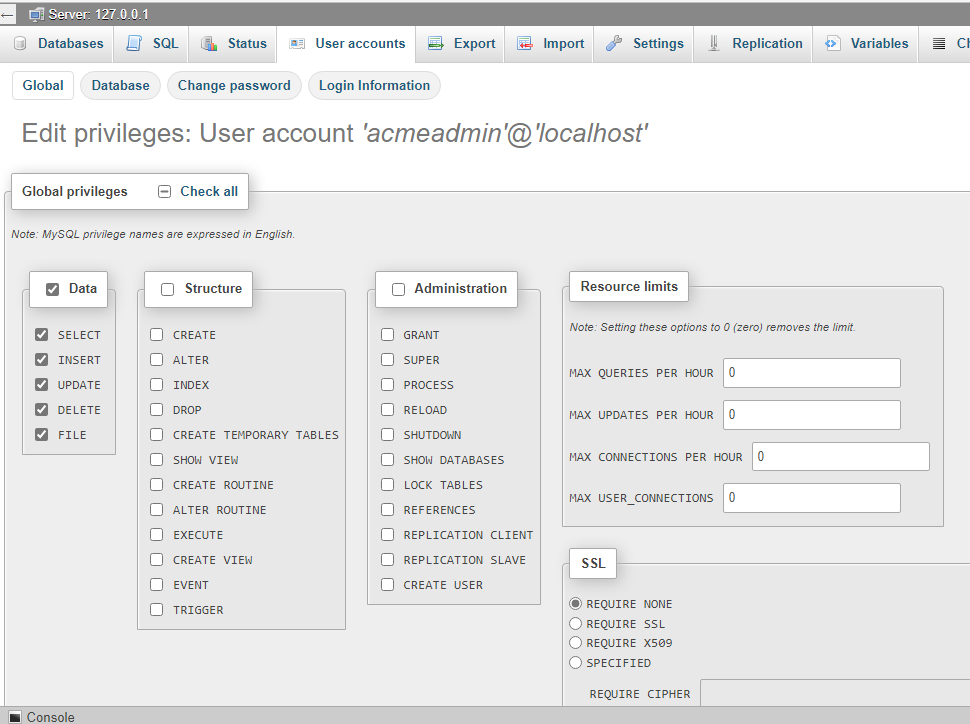 Server: 127.0.0.1
Databases SQL Status User accounts Export Import Settings Replication Variables
Global Database Change password Login Information
Edit privileges: User account 'acmeadmin'@'localhost'
Global privileges Check all
Note: MySQL privilege names are expressed in English.
Data
SELECT
INSERT
UPDATE
DELETE
FILE
Structure
CREATE
ALTER
INDEX
DROP
CREATE TEMPORARY TABLES
SHOW VIEW
CREATE ROUTINE
ALTER ROUTINE
EXECUTE
CREATE VIEW
EVENT
TRIGGER
Administration
GRANT
SUPER
PROCESS
RELOAD
SHUTDOWN
SHOW DATABASES
LOCK TABLES
REFERENCES
REPLICATION CLIENT
REPLICATION SLAVE
CREATE USER
Resource limits
Note: Setting these options to 0 (zero) removes the limit.
MAX QUERIES PER HOUR 0
MAX UPDATES PER HOUR 0
MAX CONNECTIONS PER HOUR 0
MAX USER_CONNECTIONS 0
SSL
REQUIRE NONE
REQUIRE SSL
REQUIRE X509
SPECIFIED
REQUIRE CIPHER
Console